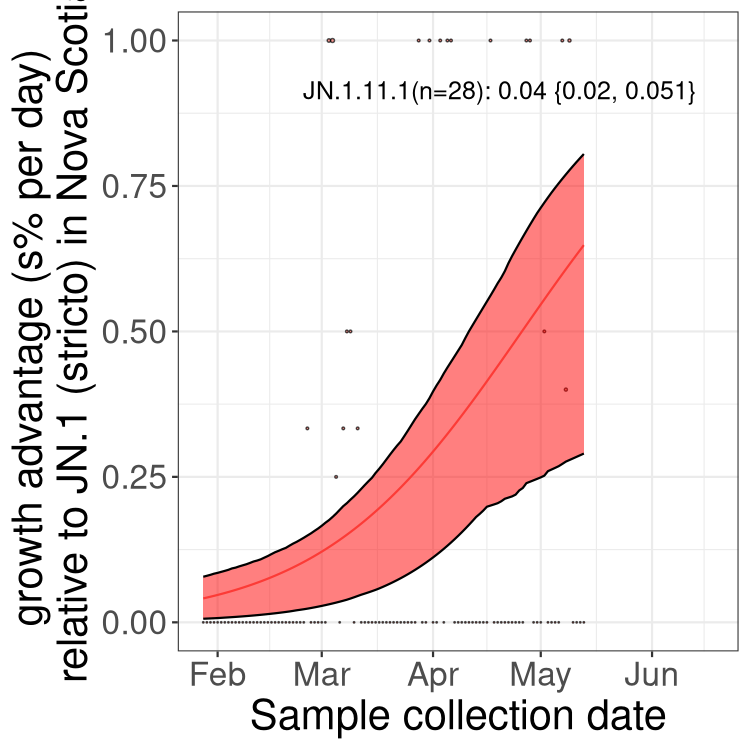 growth advantage (s% per day)
relative to JN.1 (stricto) in Nova Scotia
1.00
JN.1.11.1(n=28): 0.04 {0.02, 0.051}
0.75
0.50
0.25
0.00
Feb Mar Apr May Jun
Sample collection date